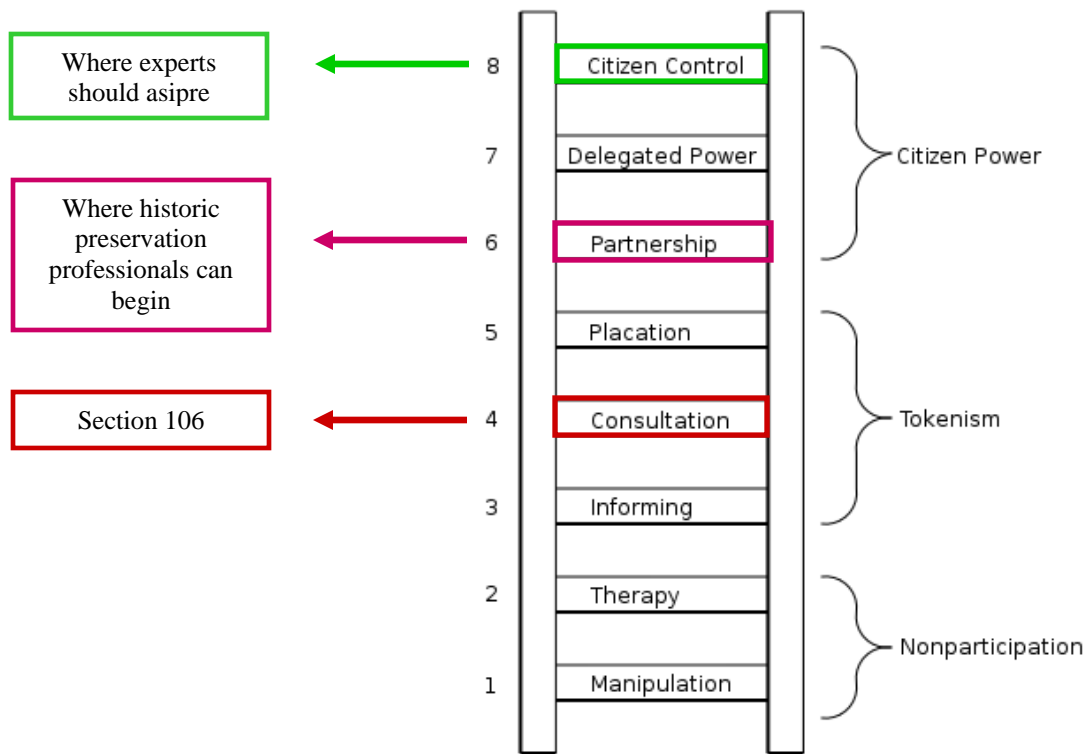 Where experts
should asipre
8
Citizen Control
7
Delegated Power
Citizen Power
Where historic
preservation
professionals can
begin
6
Partnership
5
Placation
Section 106
4
Consultation
Tokenism
3
Informing
2
Therapy
Nonparticipation
1
Manipulation